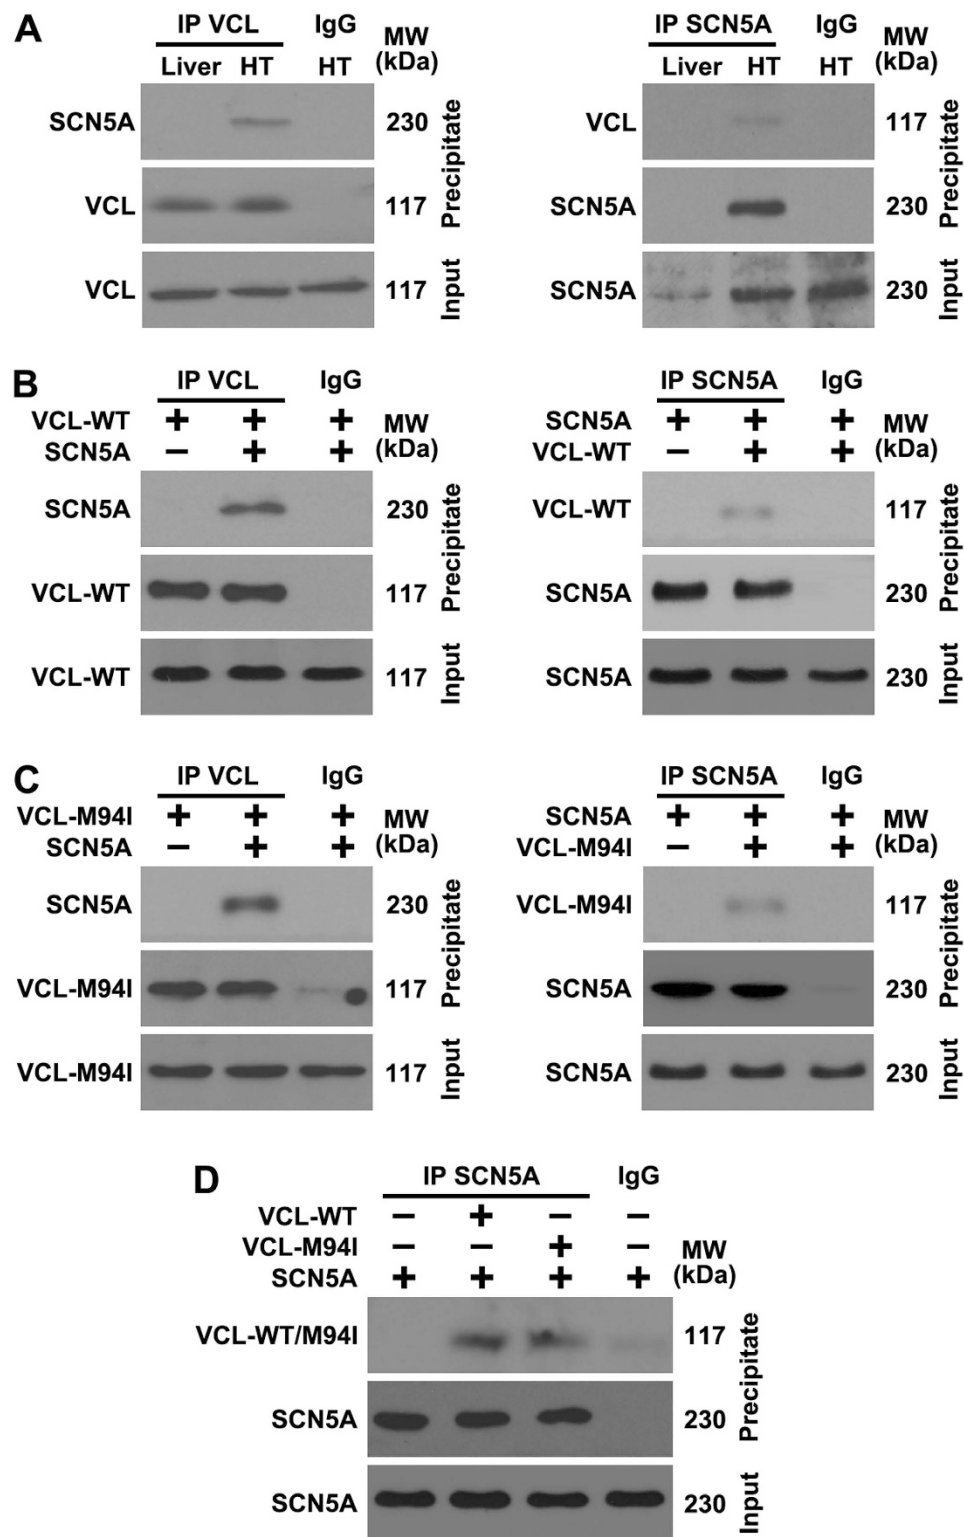 A
IP VCL IgG MW (kDa)
Liver HT HT
SCN5A 230
VCL 117
Precipitate
VCL 117
Input
IP SCN5A IgG MW (kDa)
Liver HT HT
VCL 117
SCN5A 230
Precipitate
SCN5A 230
Input
B
IP VCL IgG
VCL-WT + + + MW
SCN5A − + + (kDa)
SCN5A 230
VCL-WT 117
Precipitate
VCL-WT 117
Input
IP SCN5A IgG
SCN5A + + + MW
VCL-WT − + + (kDa)
VCL-WT 117
SCN5A 230
Precipitate
SCN5A 230
Input
C
IP VCL IgG
VCL-M94I + + + MW
SCN5A − + + (kDa)
SCN5A 230
VCL-M94I 117
Precipitate
VCL-M94I 117
Input
IP SCN5A IgG
SCN5A + + + MW
VCL-M94I − + + (kDa)
VCL-M94I 117
SCN5A 230
Precipitate
SCN5A 230
Input
D
IP SCN5A IgG
VCL-WT − + − −
VCL-M94I − − + − MW
SCN5A + + + + (kDa)
VCL-WT/M94I 117
SCN5A 230
Precipitate
SCN5A 230
Input